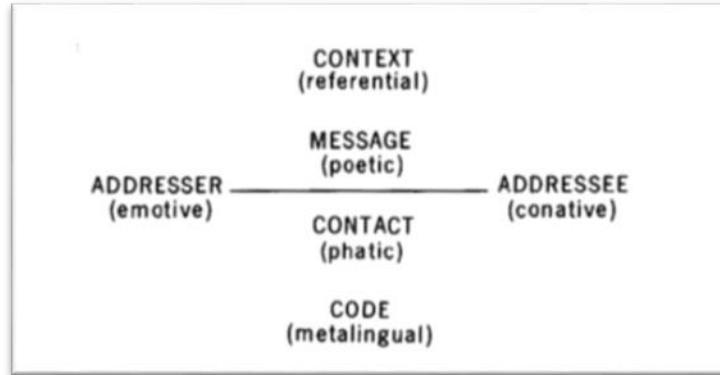 CONTEXT
(referential)
MESSAGE
(poetic)
ADDRESSER ADDRESSEE
(emotive) (conative)
CONTACT
(phatic)
CODE
(metalingual)